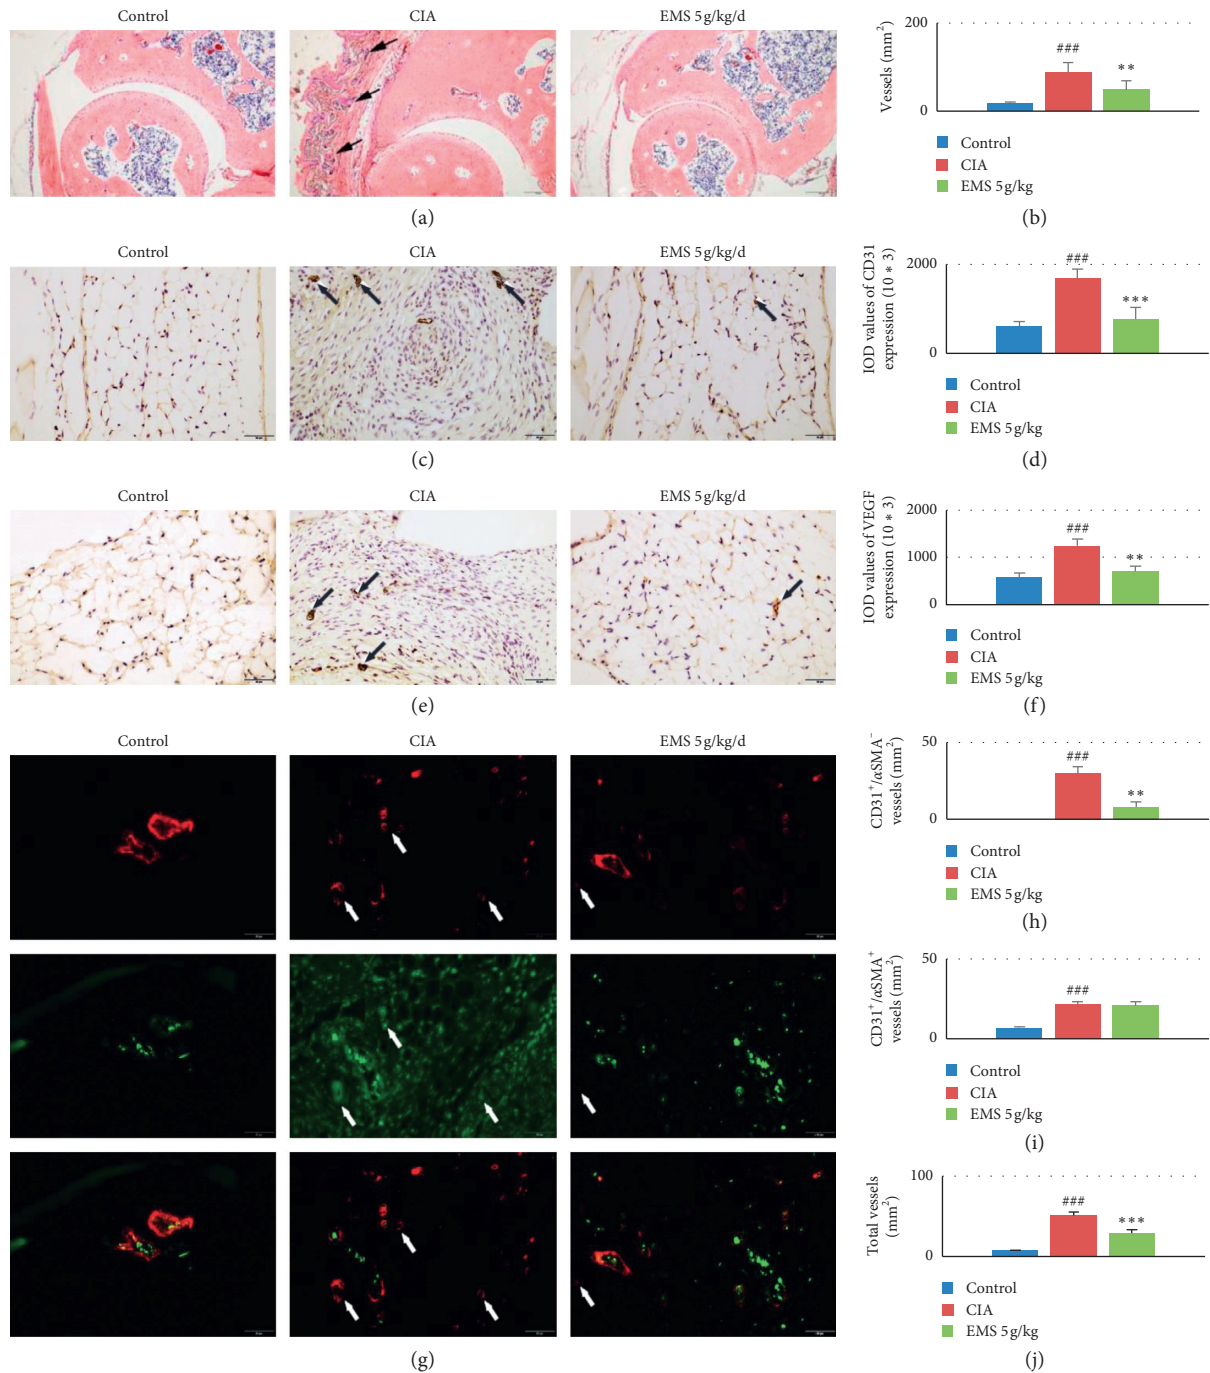 Control CIA EMS 5 g/kg/d
(a)
Vessels (mm²)
200
0
###
**
Control
CIA
EMS 5 g/kg
(b)
Control CIA EMS 5 g/kg/d
(c)
IOD values of CD31
expression (10 * 3)
2000
0
###
***
Control
CIA
EMS 5 g/kg
(d)
Control CIA EMS 5 g/kg/d
(e)
IOD values of VEGF
expression (10 * 3)
2000
1000
0
###
**
Control
CIA
EMS 5 g/kg
(f)
Control CIA EMS 5 g/kg/d
(g)
CD31⁺/αSMA⁻
vessels (mm²)
50
0
###
**
Control
CIA
EMS 5 g/kg
(h)
CD31⁺/αSMA⁺
vessels (mm²)
50
0
###
Control
CIA
EMS 5 g/kg
(i)
Total vessels
(mm²)
100
0
###
***
Control
CIA
EMS 5 g/kg
(j)